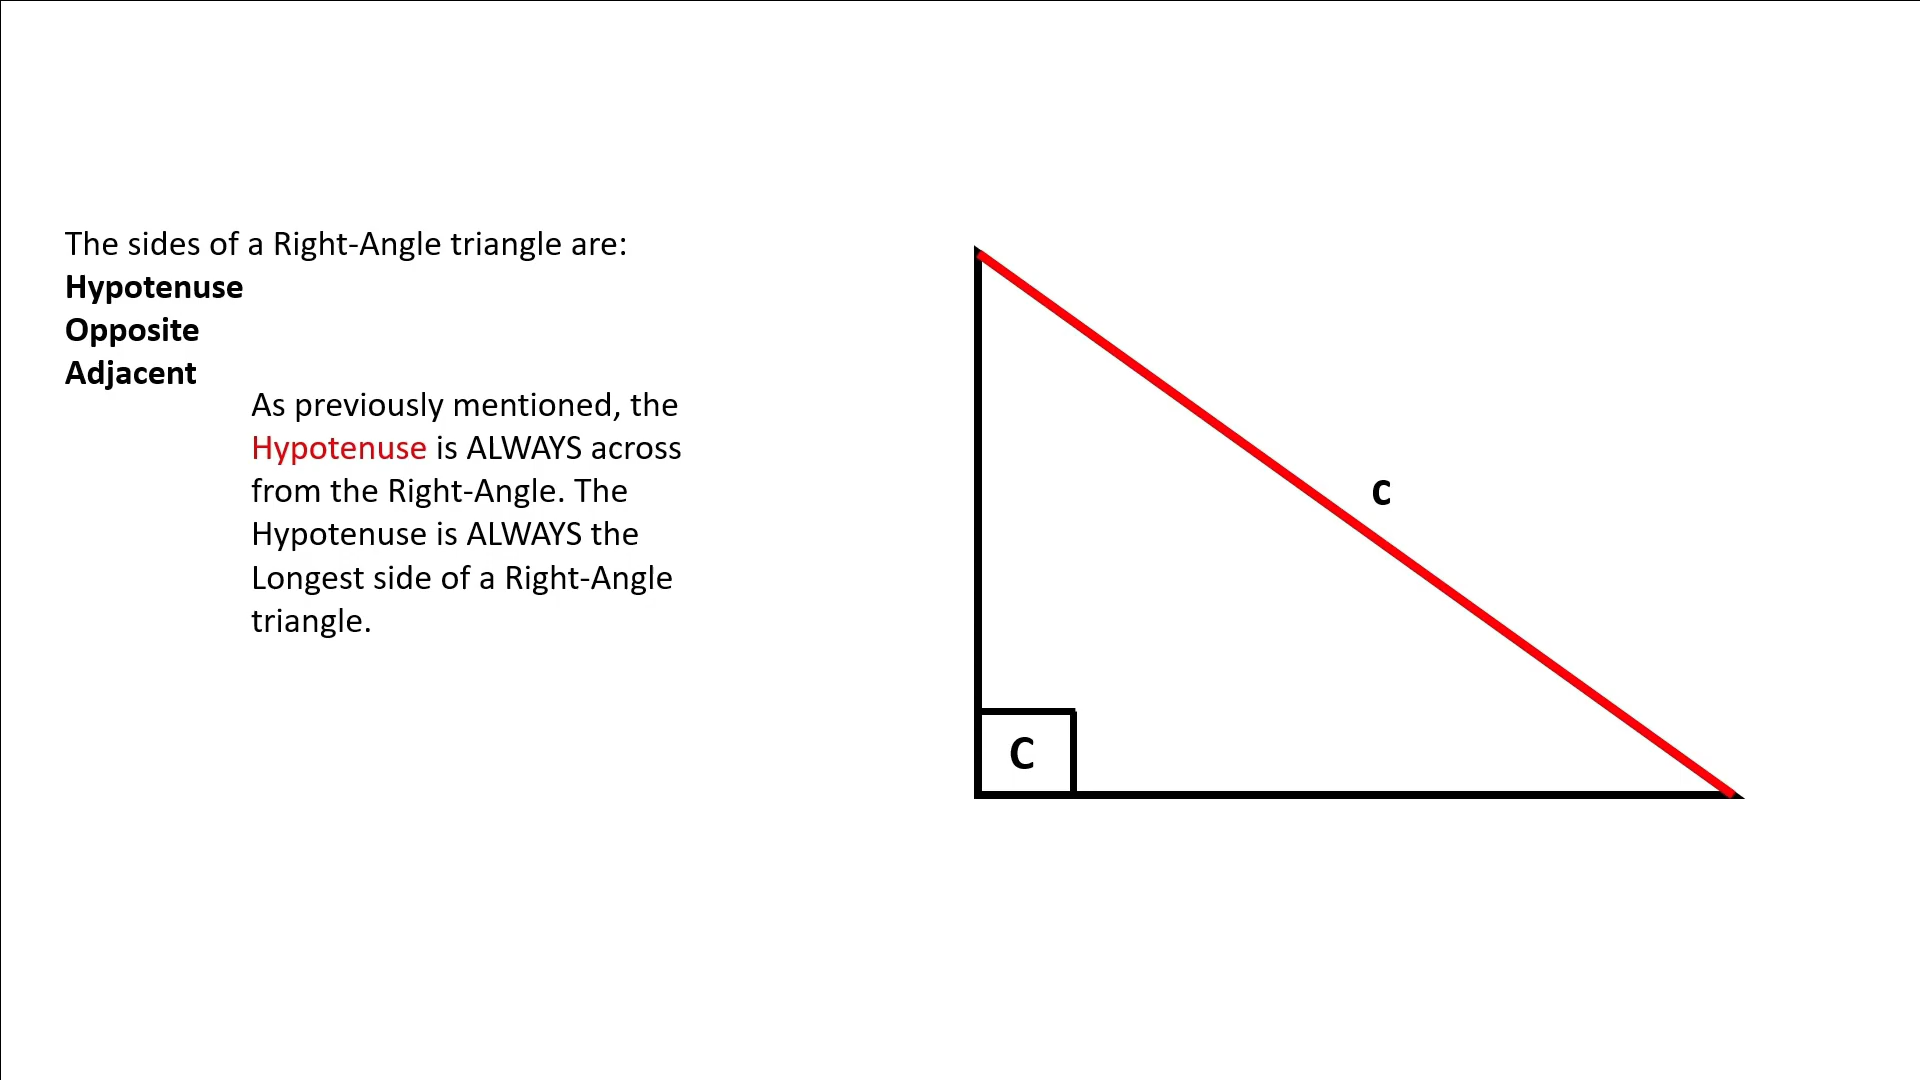 The sides of a Right-Angle triangle are:
Hypotenuse
Opposite
Adjacent
As previously mentioned, the
Hypotenuse is ALWAYS across
from the Right-Angle. The
Hypotenuse is ALWAYS the
Longest side of a Right-Angle
triangle.
c
C